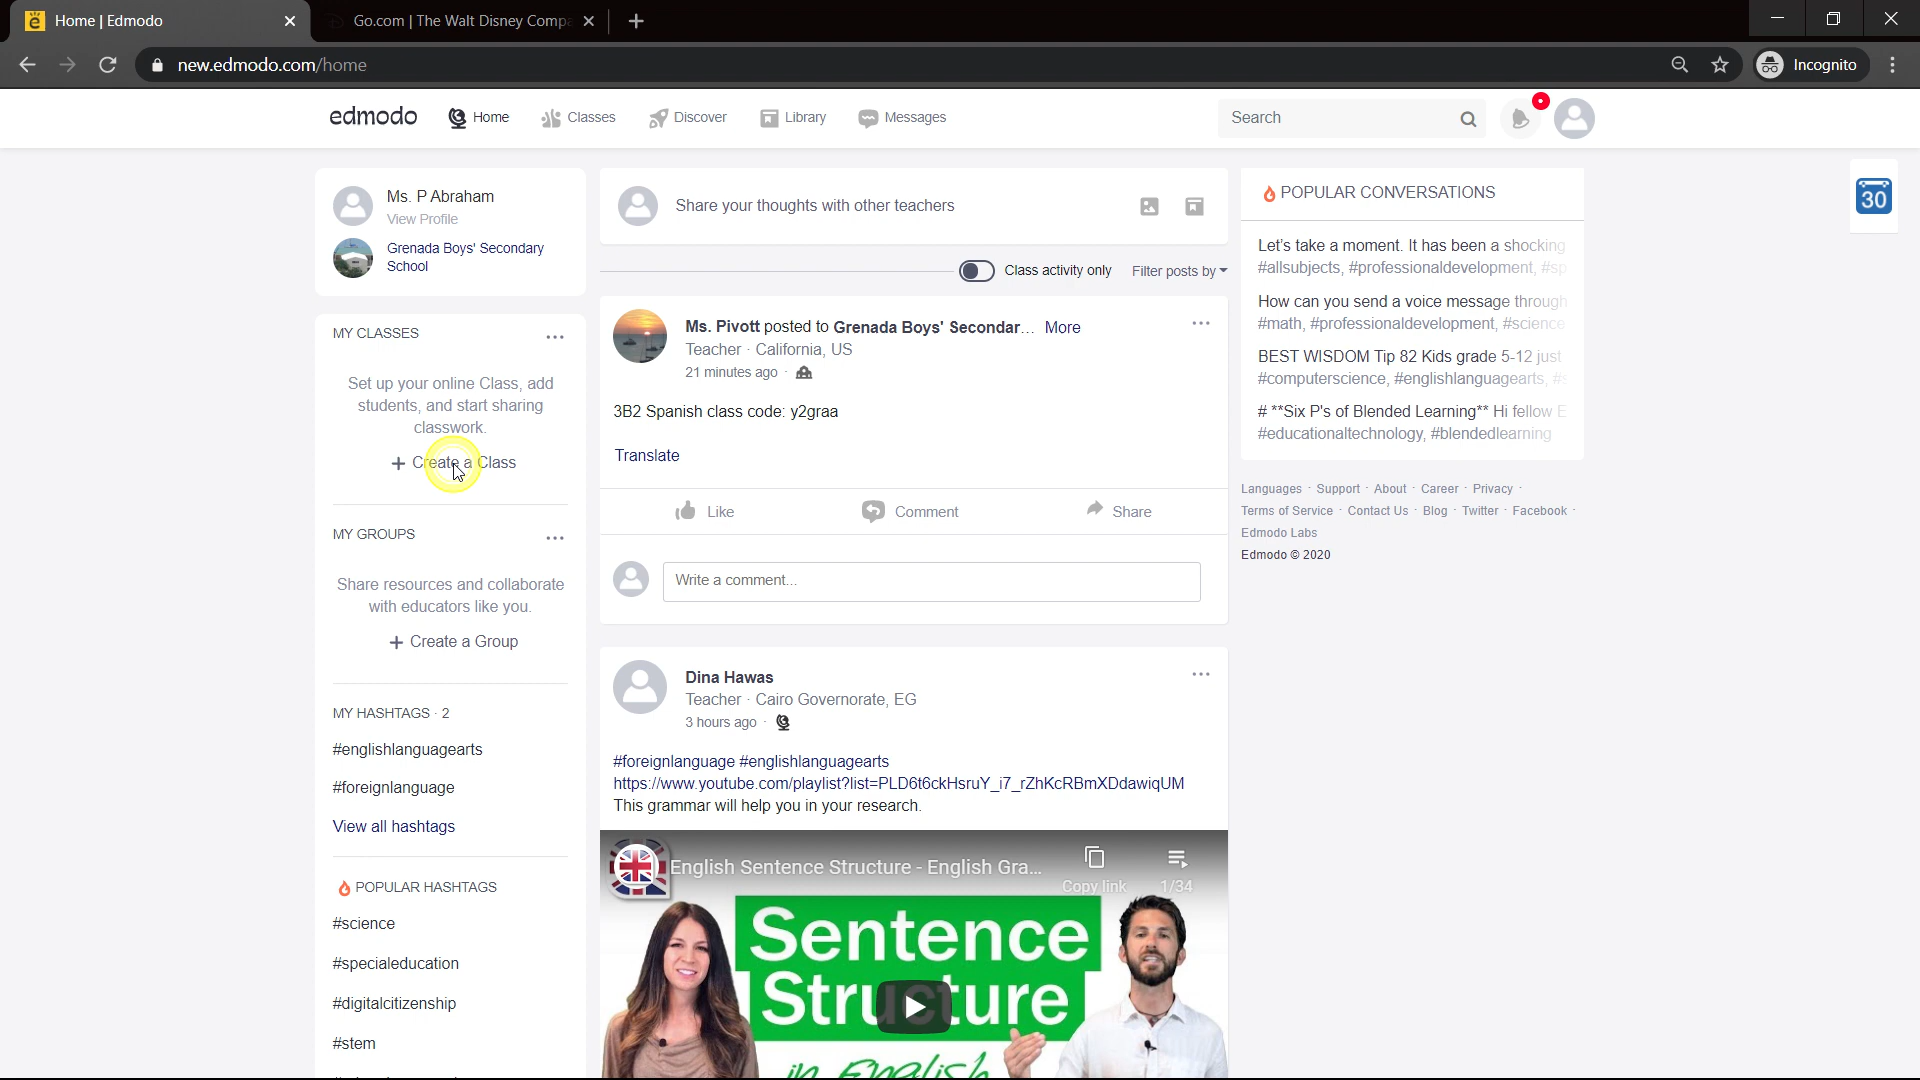 Home | Edmodo
Go.com | The Walt Disney Compa
new.edmodo.com/home
Incognito
edmodo
Home
Classes
Discover
Library
Messages
Search
Ms. P Abraham
View Profile
Grenada Boys' Secondary
School
MY CLASSES
Set up your online Class, add
students, and start sharing
classwork.
+ Create a Class
MY GROUPS
Share resources and collaborate
with educators like you.
+ Create a Group
MY HASHTAGS · 2
#englishlanguagearts
#foreignlanguage
View all hashtags
POPULAR HASHTAGS
#science
#specialeducation
#digitalcitizenship
#stem
Share your thoughts with other teachers
Class activity only
Filter posts by
Ms. Pivott posted to Grenada Boys' Secondar... More
Teacher · California, US
21 minutes ago ·
3B2 Spanish class code: y2graa
Translate
Like
Comment
Share
Write a comment...
Dina Hawas
Teacher · Cairo Governorate, EG
3 hours ago ·
#foreignlanguage #englishlanguagearts
https://www.youtube.com/playlist?list=PLD6t6ckHsruY_i7_rZhKcRBmXDdawiqUM
This grammar will help you in your research.
English Sentence Structure - English Gra...
Copy link
1/34
Sentence
Structure
in English
POPULAR CONVERSATIONS
Let's take a moment. It has been a shocking
#allsubjects, #professionaldevelopment, #sp
How can you send a voice message through
#math, #professionaldevelopment, #science
BEST WISDOM Tip 82 Kids grade 5-12 just
#computerscience, #englishlanguagearts, #s
# **Six P's of Blended Learning** Hi fellow E
#educationaltechnology, #blendedlearning
Languages · Support · About · Career · Privacy ·
Terms of Service · Contact Us · Blog · Twitter · Facebook ·
Edmodo Labs
Edmodo © 2020
30